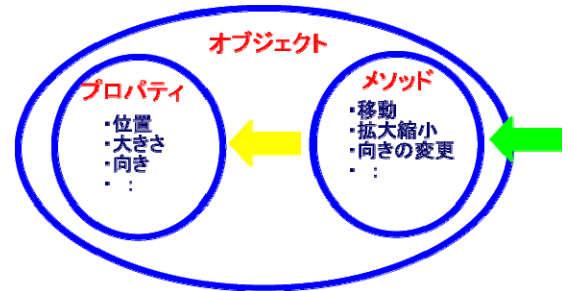 オブジェクト
プロパティ
・位置
・大きさ
・向き
・ :
メソッド
・移動
・拡大縮小
・向きの変更
・ :